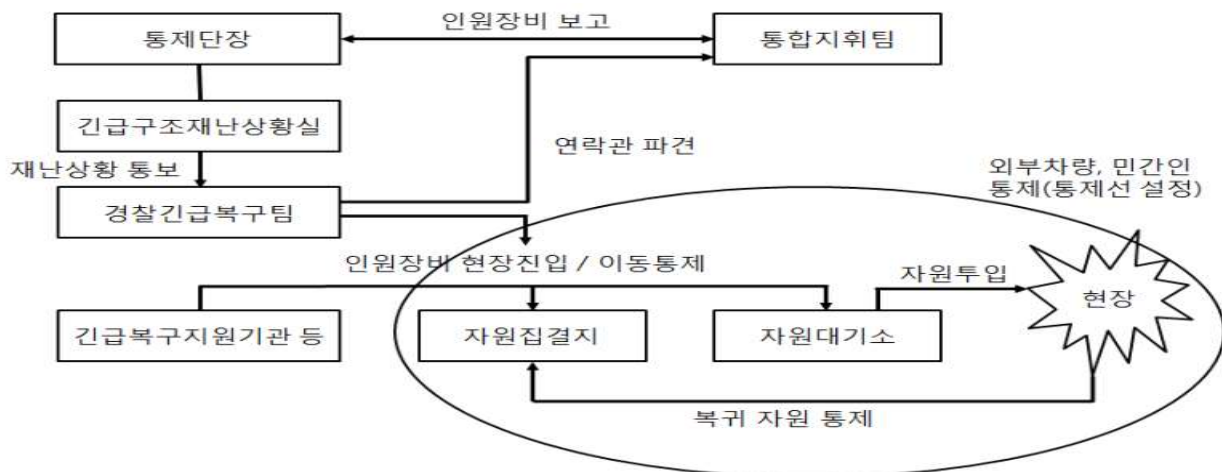 인원장비 보고
통제단장
통합지휘팀
긴급구조재난상황실
연락관 파견
재난상황 통보
외부차량, 민간인
통제(통제선 설정)
경찰긴급복구팀
인원장비 현장진입 / 이동통제
자원투입
현장
긴급복구지원기관 등
자원집결지
자원대기소
복귀 자원 통제